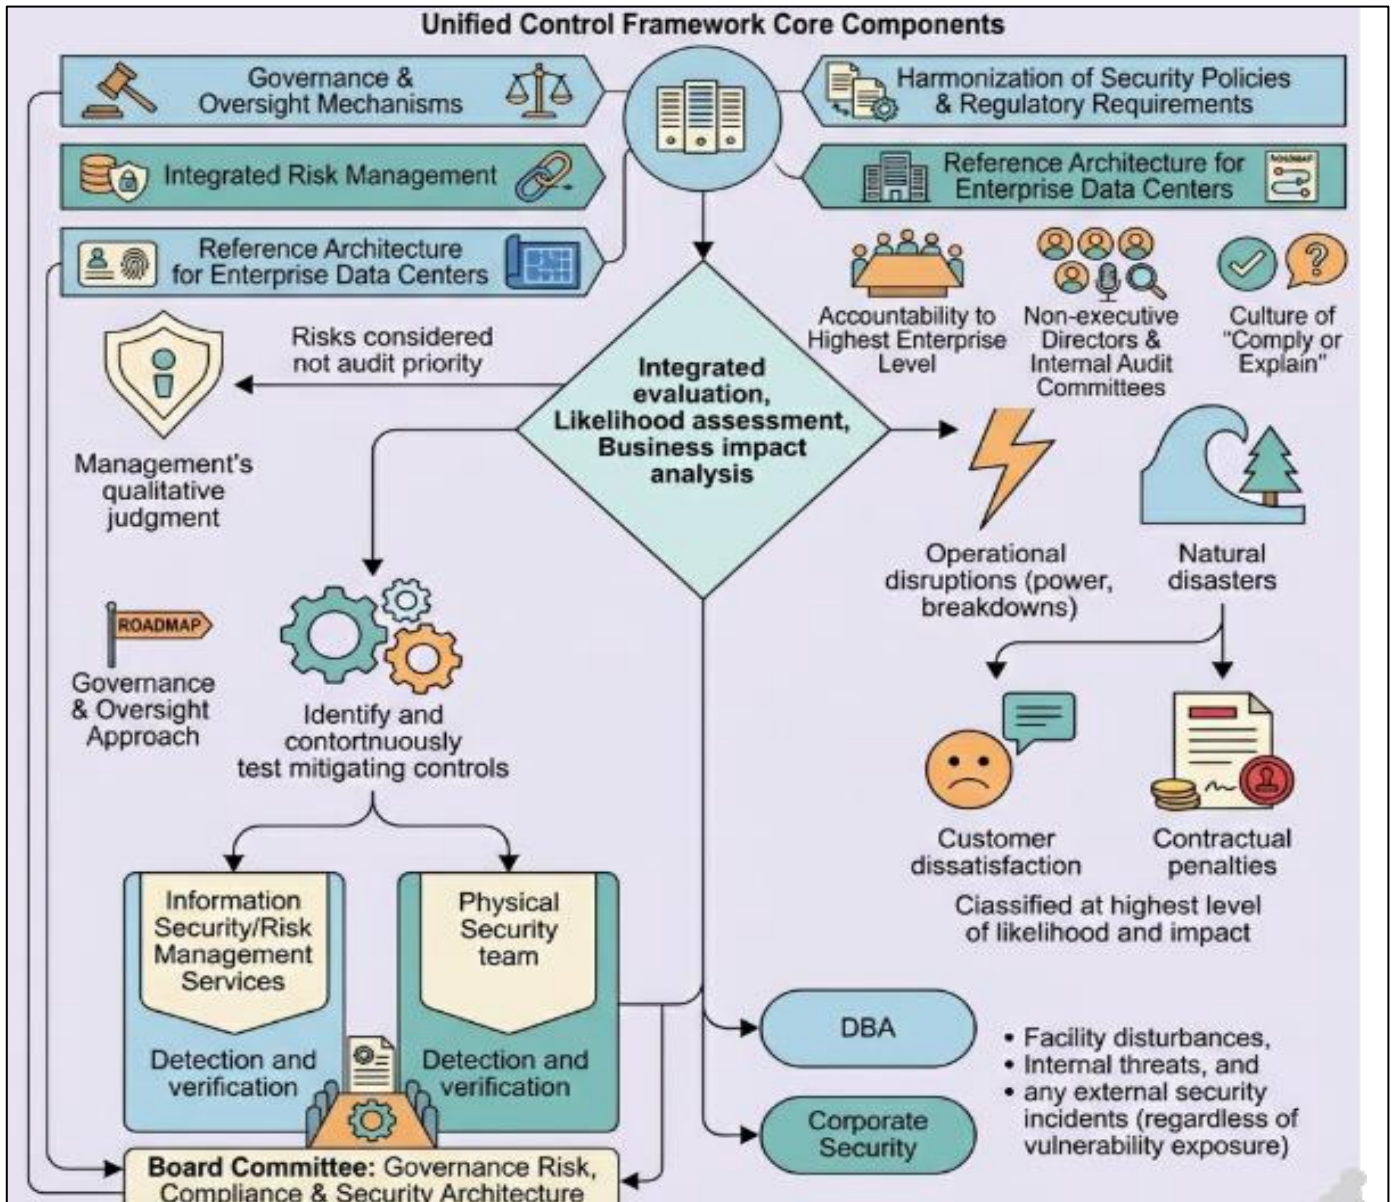 Unified Control Framework Core Components
Governance &
Oversight Mechanisms
Harmonization of Security Policies
& Regulatory Requirements
Integrated Risk Management
Reference Architecture for
Enterprise Data Centers
ROADMAP
Reference Architecture
for Enterprise Data Centers
Accountability to
Highest Enterprise
Level
Non-executive
Directors &
Internal Audit
Committees
Culture of
"Comply or
Explain"
Risks considered
not audit priority
Integrated
evaluation,
Likelihood assessment,
Business impact
analysis
Management's
qualitative
judgment
Operational
disruptions (power,
breakdowns)
Natural
disasters
ROADMAP
Governance
& Oversight
Approach
Identify and
contortnuously
test mitigating controls
Customer
dissatisfaction
Contractual
penalties
Ciassified at highest level
of likelihood and impact
Information
Security/Risk
Management
Services
Physical
Security
team
Detection and
verification
Detection and
verification
DBA
Corporate
Security
• Facility disturbances,
• Internal threats, and
• any external security
incidents (regardless of
vulnerability exposure)
Board Committee: Governance Risk,
Compliance & Security Architecture